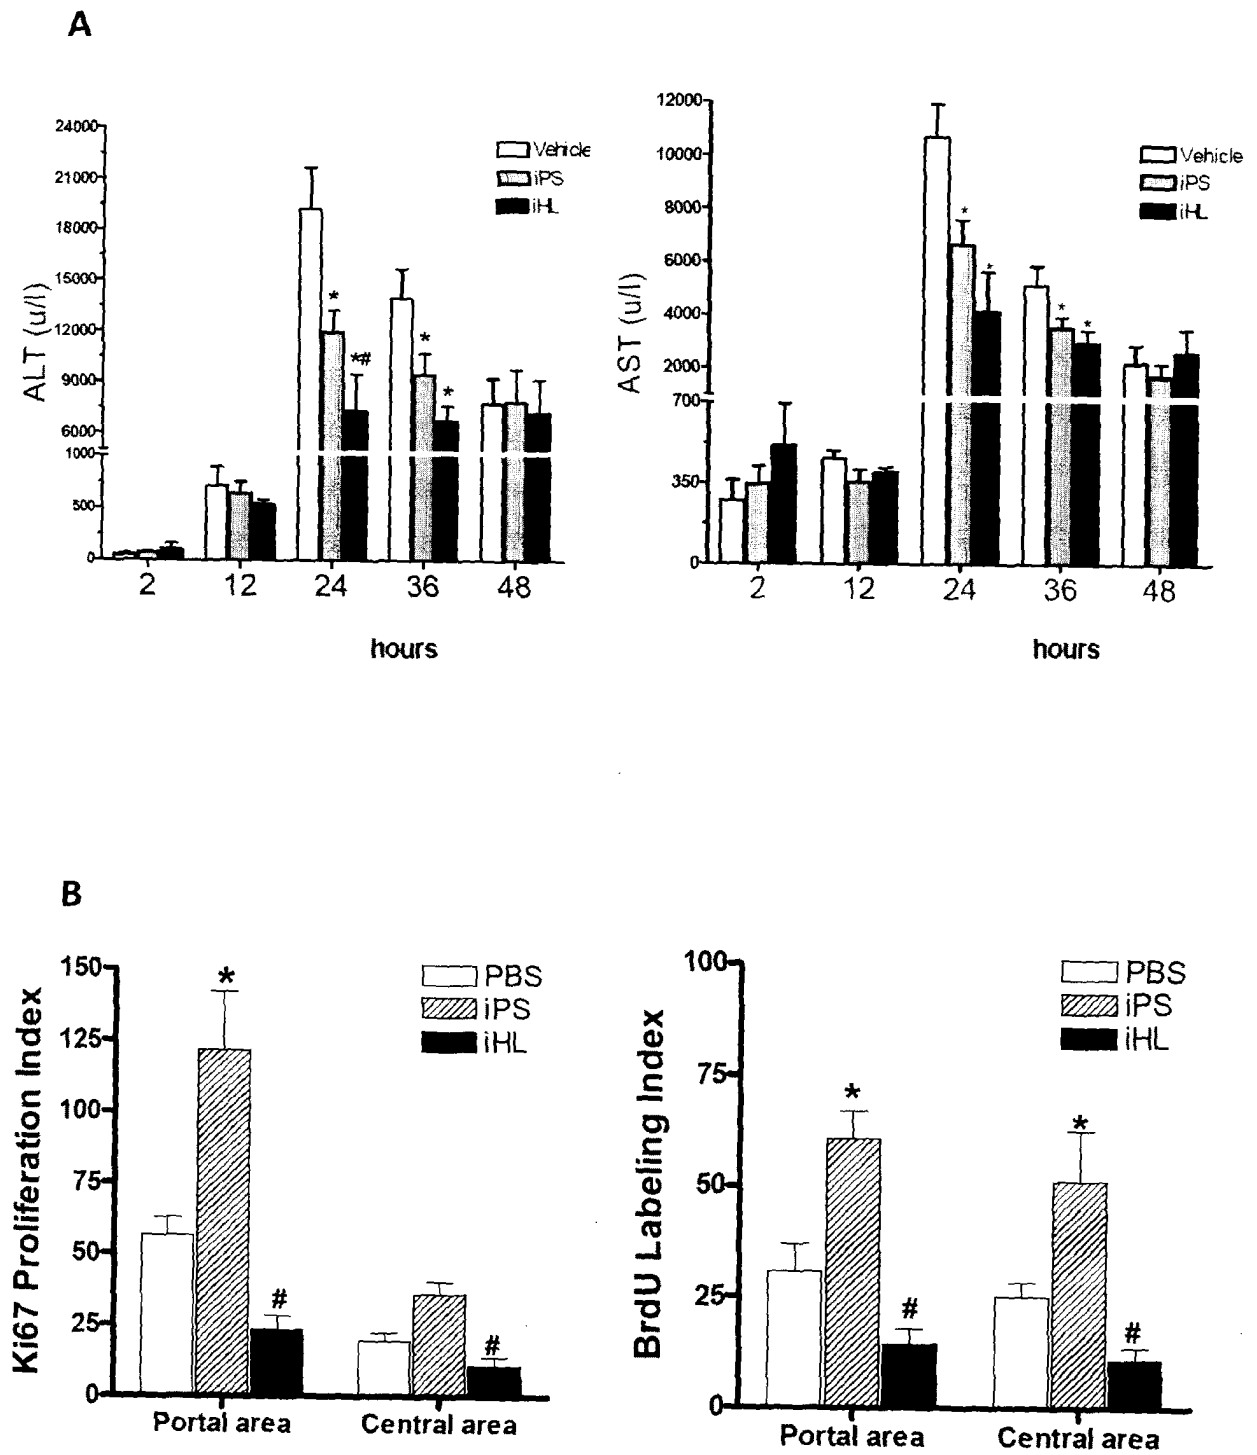 A
24000
21000
18000
15000
12000
9000
6000
1000
500
0
ALT (u/l)
Vehicle
iPS
iHL
*
*#
*
*
2 12 24 36 48
hours
12000
10000
8000
6000
4000
2000
700
350
0
AST (u/l)
Vehicle
iPS
iHL
*
*
*
*
2 12 24 36 48
hours
B
150
125
100
75
50
25
0
Ki67 Proliferation Index
PBS
iPS
iHL
*
#
#
Portal area Central area
100
75
50
25
0
BrdU Labeling Index
PBS
iPS
iHL
*
#
*
#
Portal area Central area